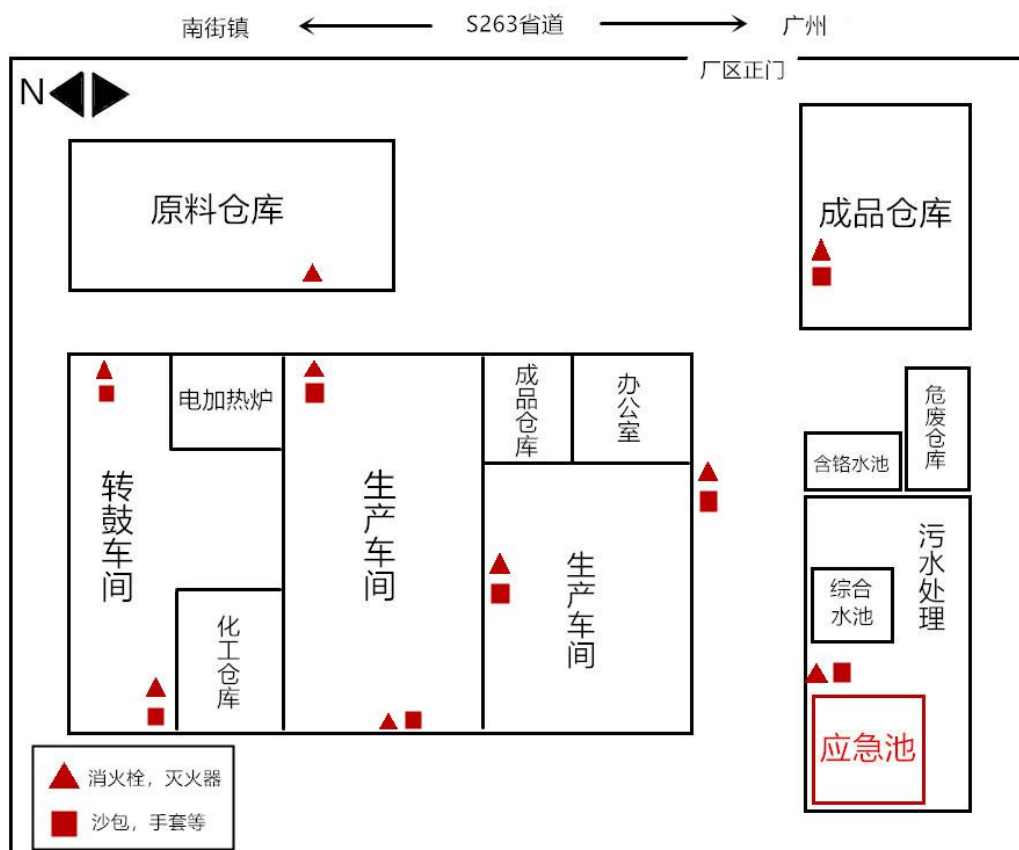 南街镇
S263省道
广州
厂区正门
N
原料仓库
成品仓库
电加热炉
转鼓车间
化工仓库
生产车间
成品仓库
办公室
生产车间
含铬水池
危废仓库
污水处理
综合
水池
应急池
消火栓，灭火器
沙包，手套等